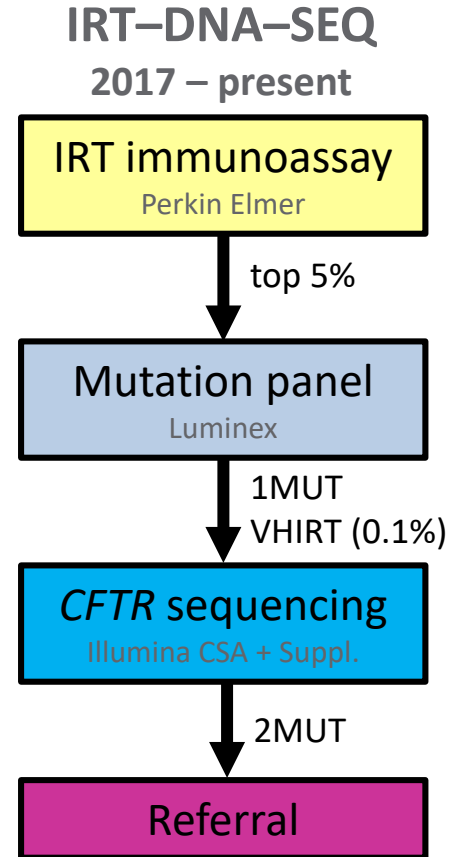 IRT–DNA–SEQ
2017 – present
IRT immunoassay
Perkin Elmer
top 5%
Mutation panel
Luminex
1MUT
VHIRT (0.1%)
CFTR sequencing
Illumina CSA + Suppl.
2MUT
Referral